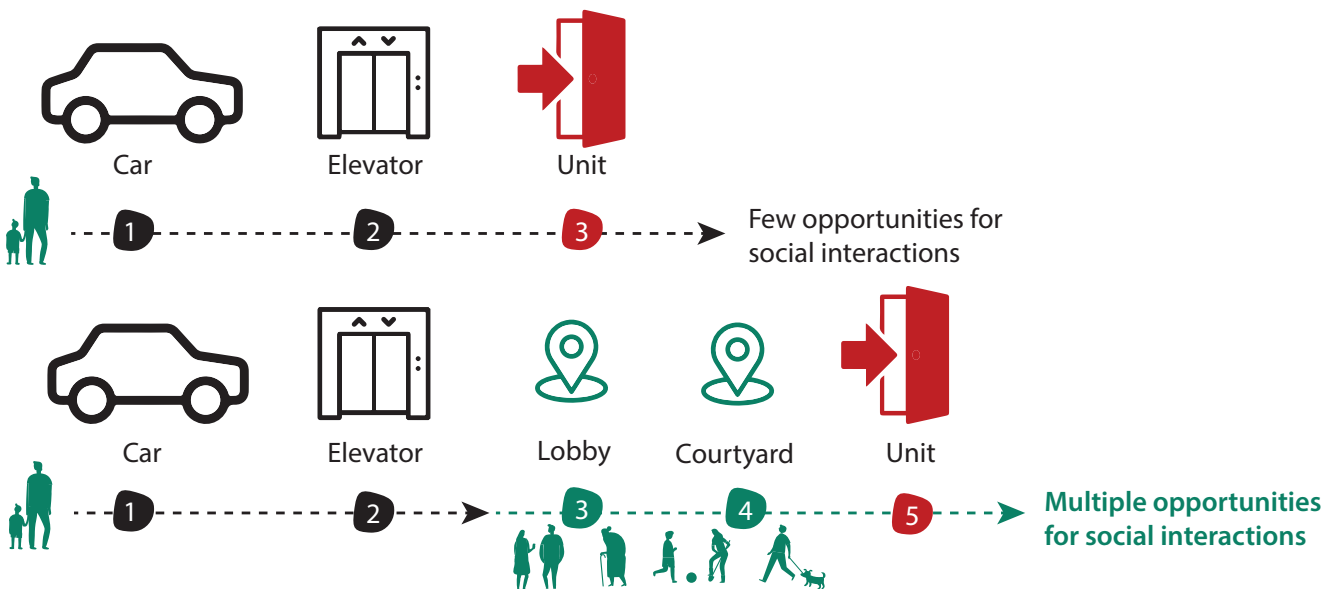 Car
Elevator
Unit
1
2
3
Few opportunities for
social interactions
Car
Elevator
Lobby
Courtyard
Unit
1
2
3
4
5
Multiple opportunities
for social interactions